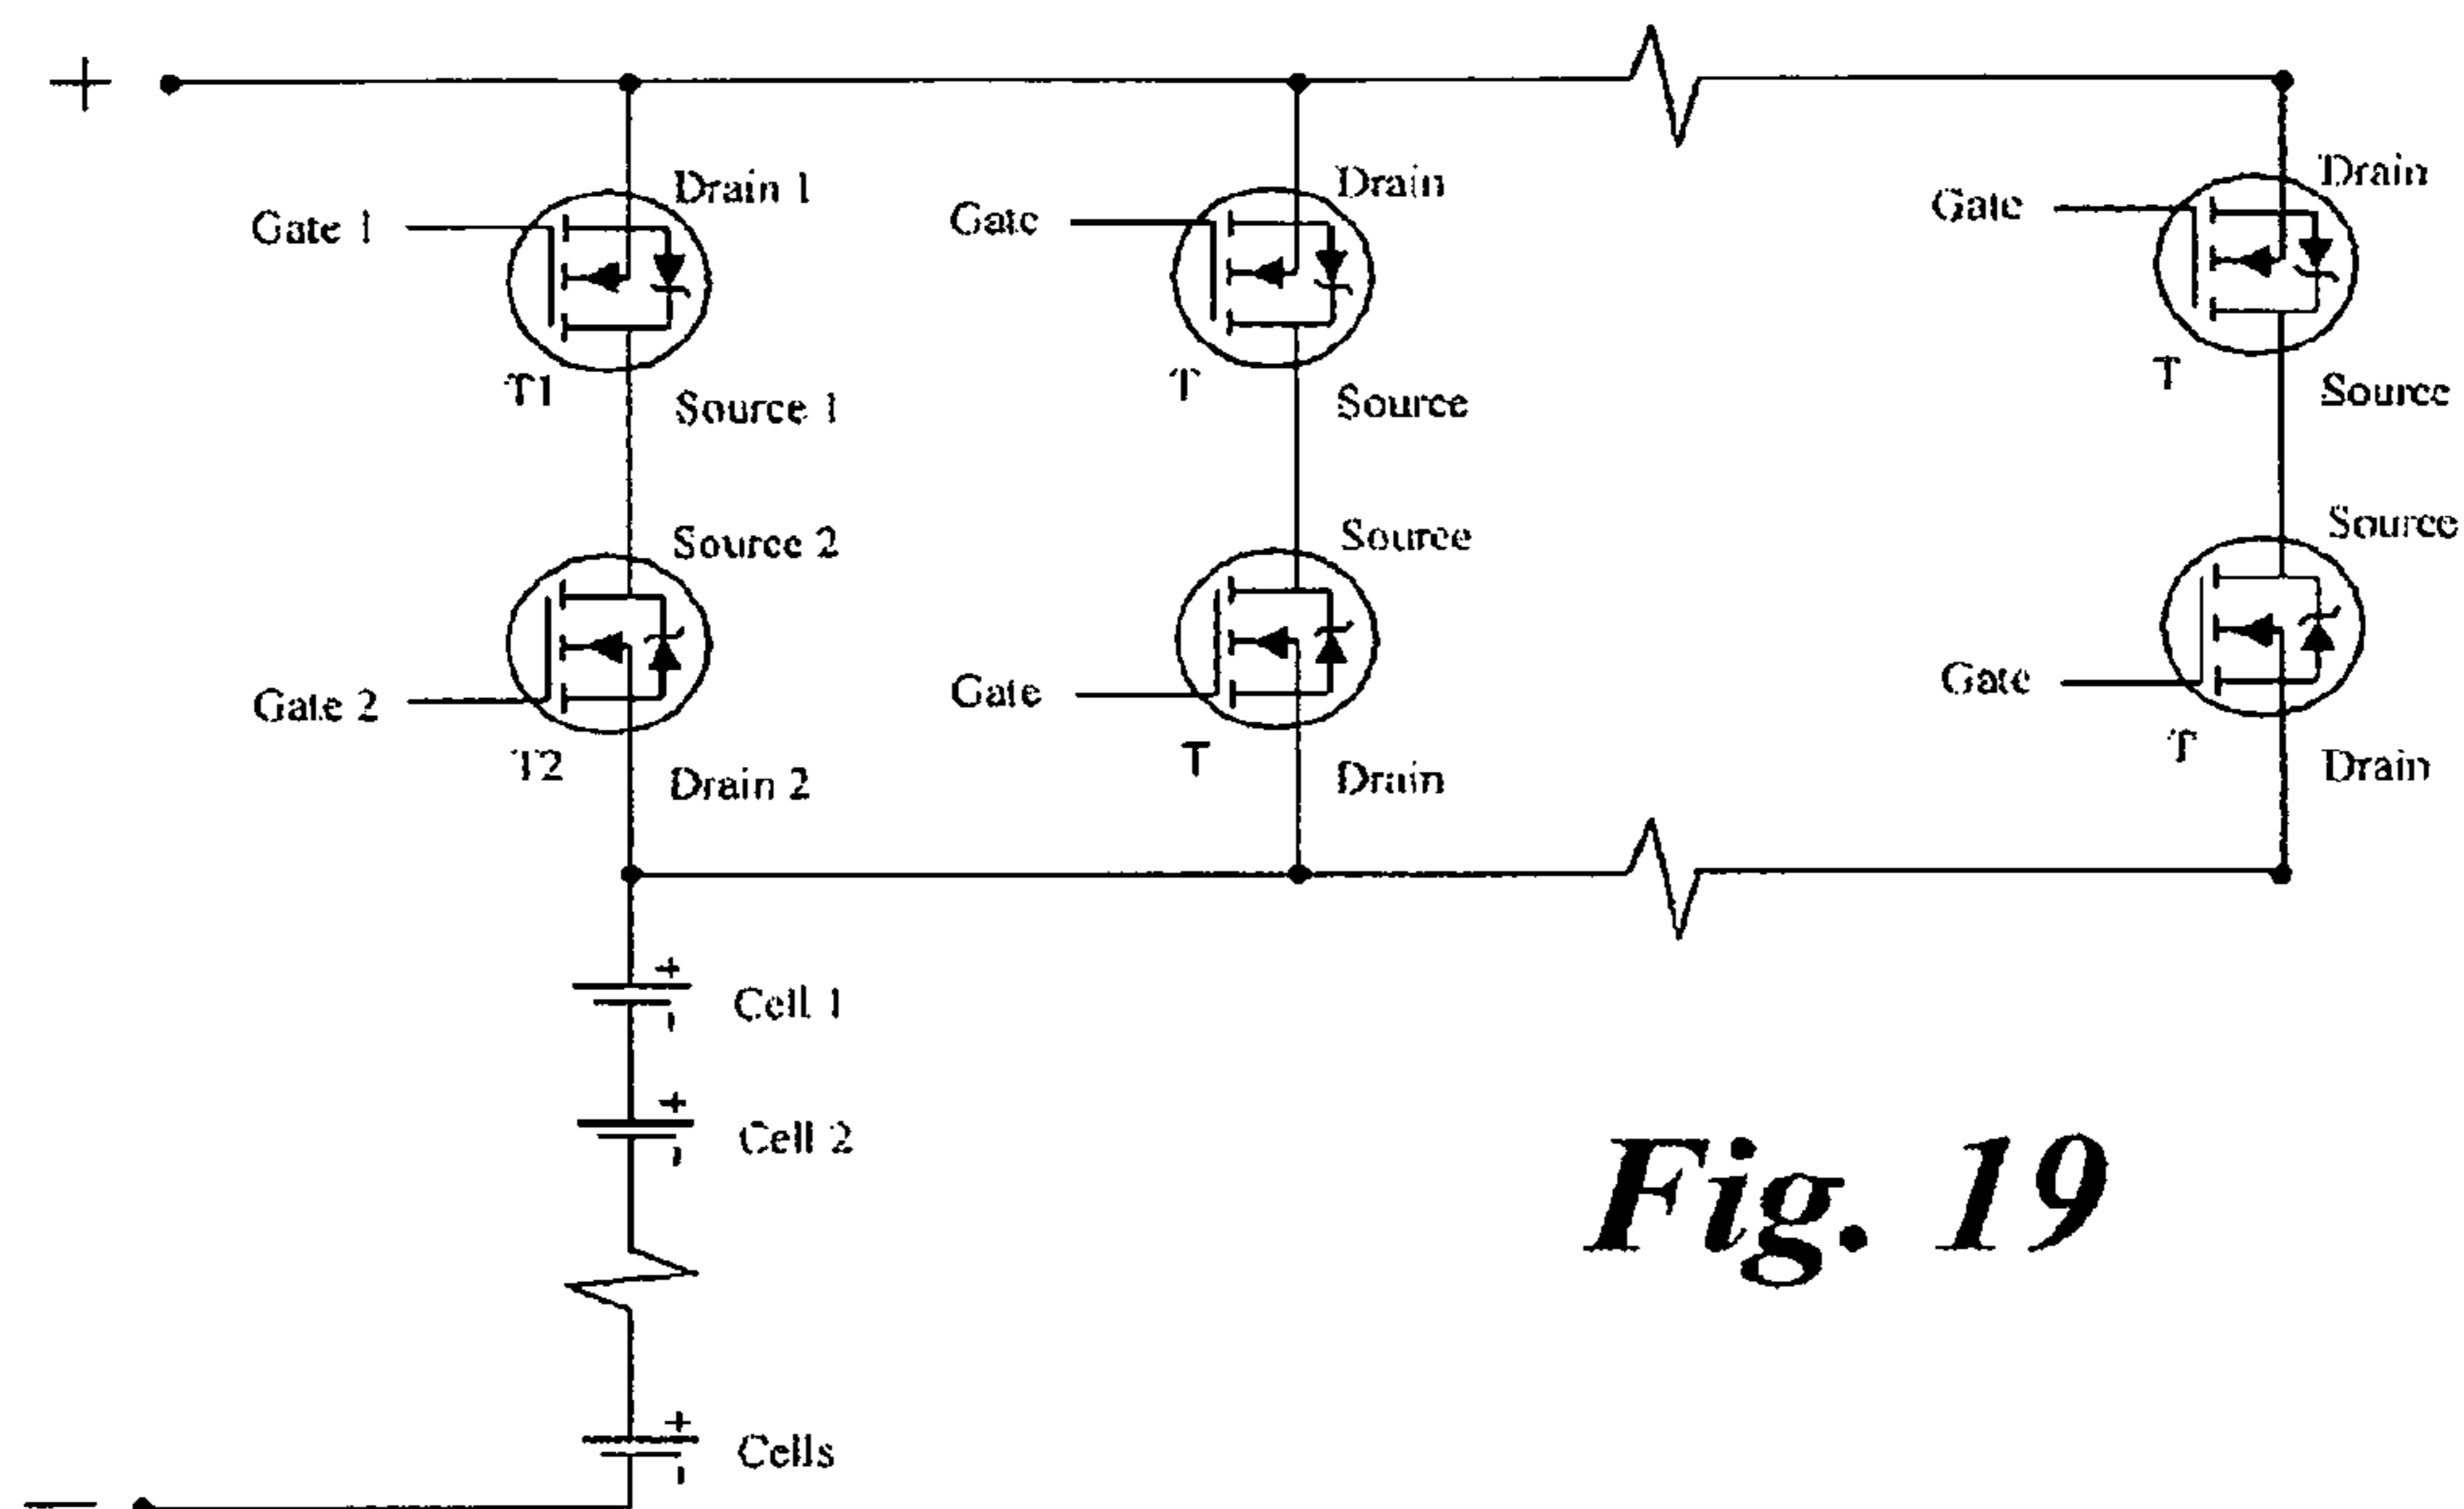 +
Drain 1
Drain
Drain
Gate 1
Gate
Gate
T1
T
T
Source 1
Source
Source
Source 2
Source
Source
Gate 2
Gate
Gate
T2
T
T
Drain 2
Drain
Drain
+
Cell 1
-
+
Cell 2
-
+
Cells
-
−
Fig. 19